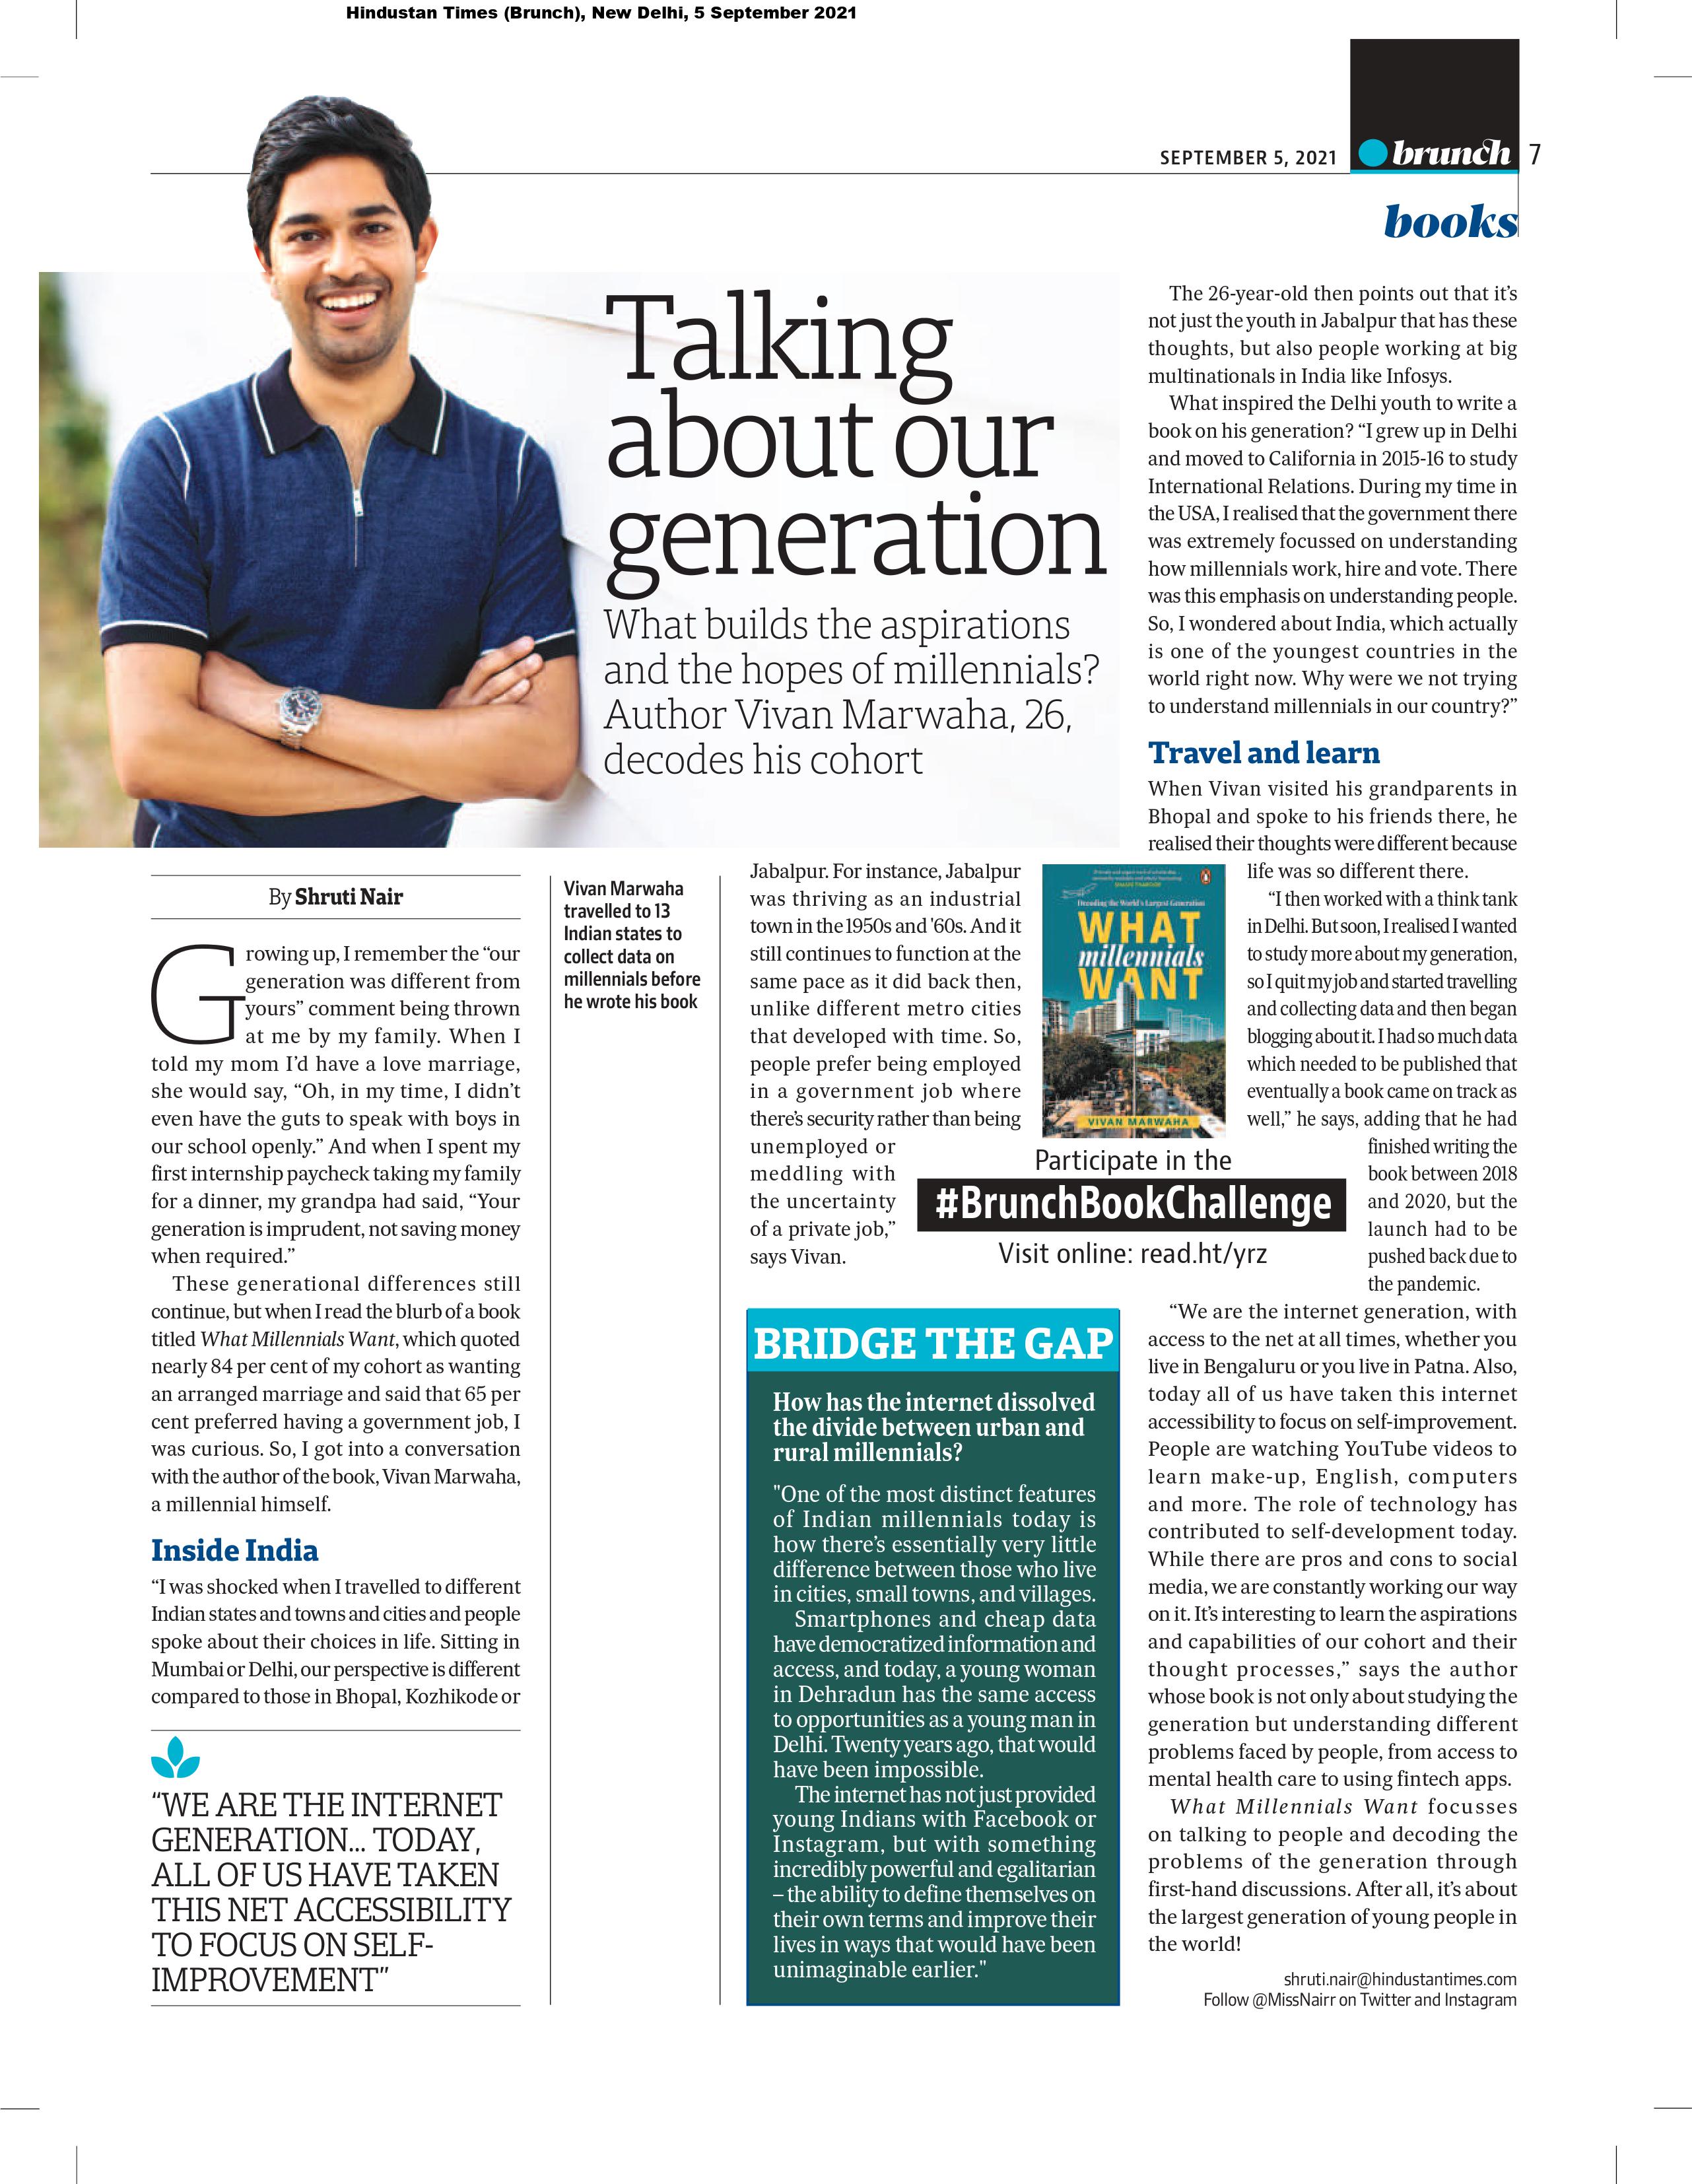 Hindustan Times (Brunch), New Delhi, 5 September 2021
SEPTEMBER 5, 2021
brunch
7
books
Talking
about our
generation
What builds the aspirations
and the hopes of millennials?
Author Vivan Marwaha, 26,
decodes his cohort
By Shruti Nair
Growing up, I remember the “our
generation was different from
yours” comment being thrown
at me by my family. When I
told my mom I’d have a love marriage,
she would say, “Oh, in my time, I didn’t
even have the guts to speak with boys in
our school openly.” And when I spent my
first internship paycheck taking my family
for a dinner, my grandpa had said, “Your
generation is imprudent, not saving money
when required.”
These generational differences still
continue, but when I read the blurb of a book
titled What Millennials Want, which quoted
nearly 84 per cent of my cohort as wanting
an arranged marriage and said that 65 per
cent preferred having a government job, I
was curious. So, I got into a conversation
with the author of the book, Vivan Marwaha,
a millennial himself.
Inside India
“I was shocked when I travelled to different
Indian states and towns and cities and people
spoke about their choices in life. Sitting in
Mumbai or Delhi, our perspective is different
compared to those in Bhopal, Kozhikode or
“WE ARE THE INTERNET
GENERATION... TODAY,
ALL OF US HAVE TAKEN
THIS NET ACCESSIBILITY
TO FOCUS ON SELF-
IMPROVEMENT”
Vivan Marwaha
travelled to 13
Indian states to
collect data on
millennials before
he wrote his book
Jabalpur. For instance, Jabalpur
was thriving as an industrial
town in the 1950s and '60s. And it
still continues to function at the
same pace as it did back then,
unlike different metro cities
that developed with time. So,
people prefer being employed
in a government job where
there’s security rather than being
unemployed or
meddling with
the uncertainty
of a private job,”
says Vivan.
SHASHI THAROOR
Decoding the World's Largest Generation
WHAT
millennials
WANT
VIVAN MARWAHA
Participate in the
#BrunchBookChallenge
Visit online: read.ht/yrz
BRIDGE THE GAP
How has the internet dissolved
the divide between urban and
rural millennials?
"One of the most distinct features
of Indian millennials today is
how there’s essentially very little
difference between those who live
in cities, small towns, and villages.
Smartphones and cheap data
have democratized information and
access, and today, a young woman
in Dehradun has the same access
to opportunities as a young man in
Delhi. Twenty years ago, that would
have been impossible.
The internet has not just provided
young Indians with Facebook or
Instagram, but with something
incredibly powerful and egalitarian
– the ability to define themselves on
their own terms and improve their
lives in ways that would have been
unimaginable earlier."
The 26-year-old then points out that it’s
not just the youth in Jabalpur that has these
thoughts, but also people working at big
multinationals in India like Infosys.
What inspired the Delhi youth to write a
book on his generation? “I grew up in Delhi
and moved to California in 2015-16 to study
International Relations. During my time in
the USA, I realised that the government there
was extremely focussed on understanding
how millennials work, hire and vote. There
was this emphasis on understanding people.
So, I wondered about India, which actually
is one of the youngest countries in the
world right now. Why were we not trying
to understand millennials in our country?”
Travel and learn
When Vivan visited his grandparents in
Bhopal and spoke to his friends there, he
realised their thoughts were different because
life was so different there.
“I then worked with a think tank
in Delhi. But soon, I realised I wanted
to study more about my generation,
so I quit my job and started travelling
and collecting data and then began
blogging about it. I had so much data
which needed to be published that
eventually a book came on track as
well,” he says, adding that he had
finished writing the
book between 2018
and 2020, but the
launch had to be
pushed back due to
the pandemic.
“We are the internet generation, with
access to the net at all times, whether you
live in Bengaluru or you live in Patna. Also,
today all of us have taken this internet
accessibility to focus on self-improvement.
People are watching YouTube videos to
learn make-up, English, computers
and more. The role of technology has
contributed to self-development today.
While there are pros and cons to social
media, we are constantly working our way
on it. It’s interesting to learn the aspirations
and capabilities of our cohort and their
thought processes,” says the author
whose book is not only about studying the
generation but understanding different
problems faced by people, from access to
mental health care to using fintech apps.
What Millennials Want focusses
on talking to people and decoding the
problems of the generation through
first-hand discussions. After all, it’s about
the largest generation of young people in
the world!
shruti.nair@hindustantimes.com
Follow @MissNairr on Twitter and Instagram